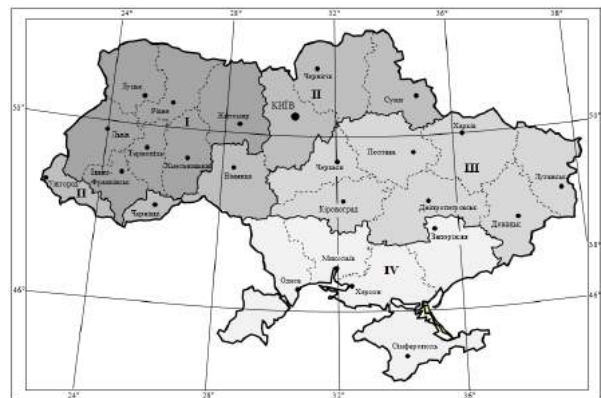 24°
28°
32°
36°
Чернігів
II
Луцьк
Рівне
Суми
51°
КИЇВ
I
Житомир
51°
Харків
Львів
Тернопіль
Полтава
III
Хмельницький
Черкаси
Івано-
Франківськ
Вінниця
Луганськ
Ужгород
II
Чернівці
Кіровоград
Дніпропетровськ
Донецьк
Запоріжжя
Миколаїв
IV
46°
Одеса
Херсон
46°
Сімферополь
24°
28°
32°
36°